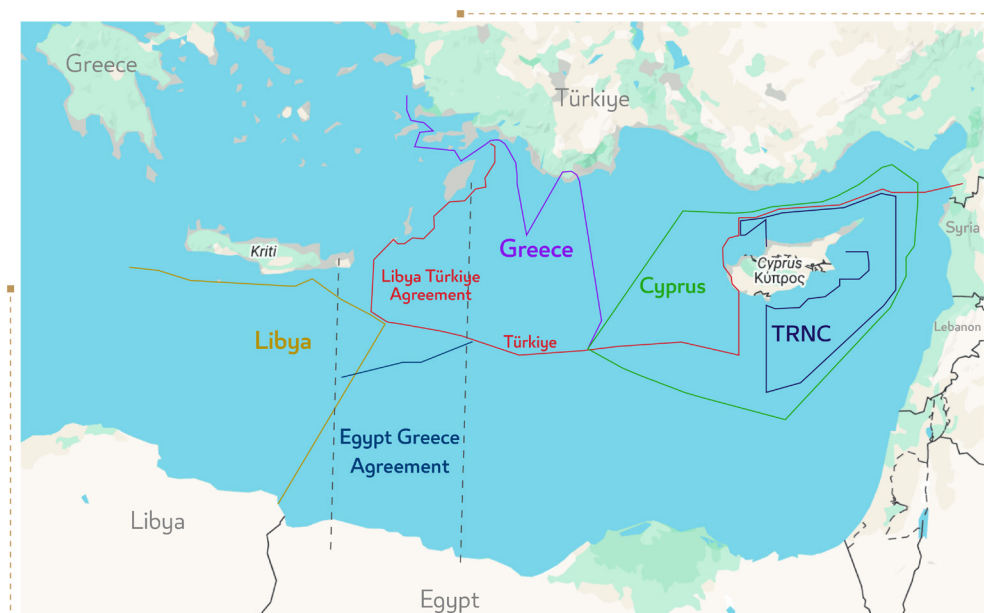 Greece
Türkiye
Kriti
Greece
Libya Türkiye
Agreement
Cyprus
Cyprus
Κύπρος
Syria
Libya
Türkiye
TRNC
Lebanon
Egypt Greece
Agreement
Libya
Egypt